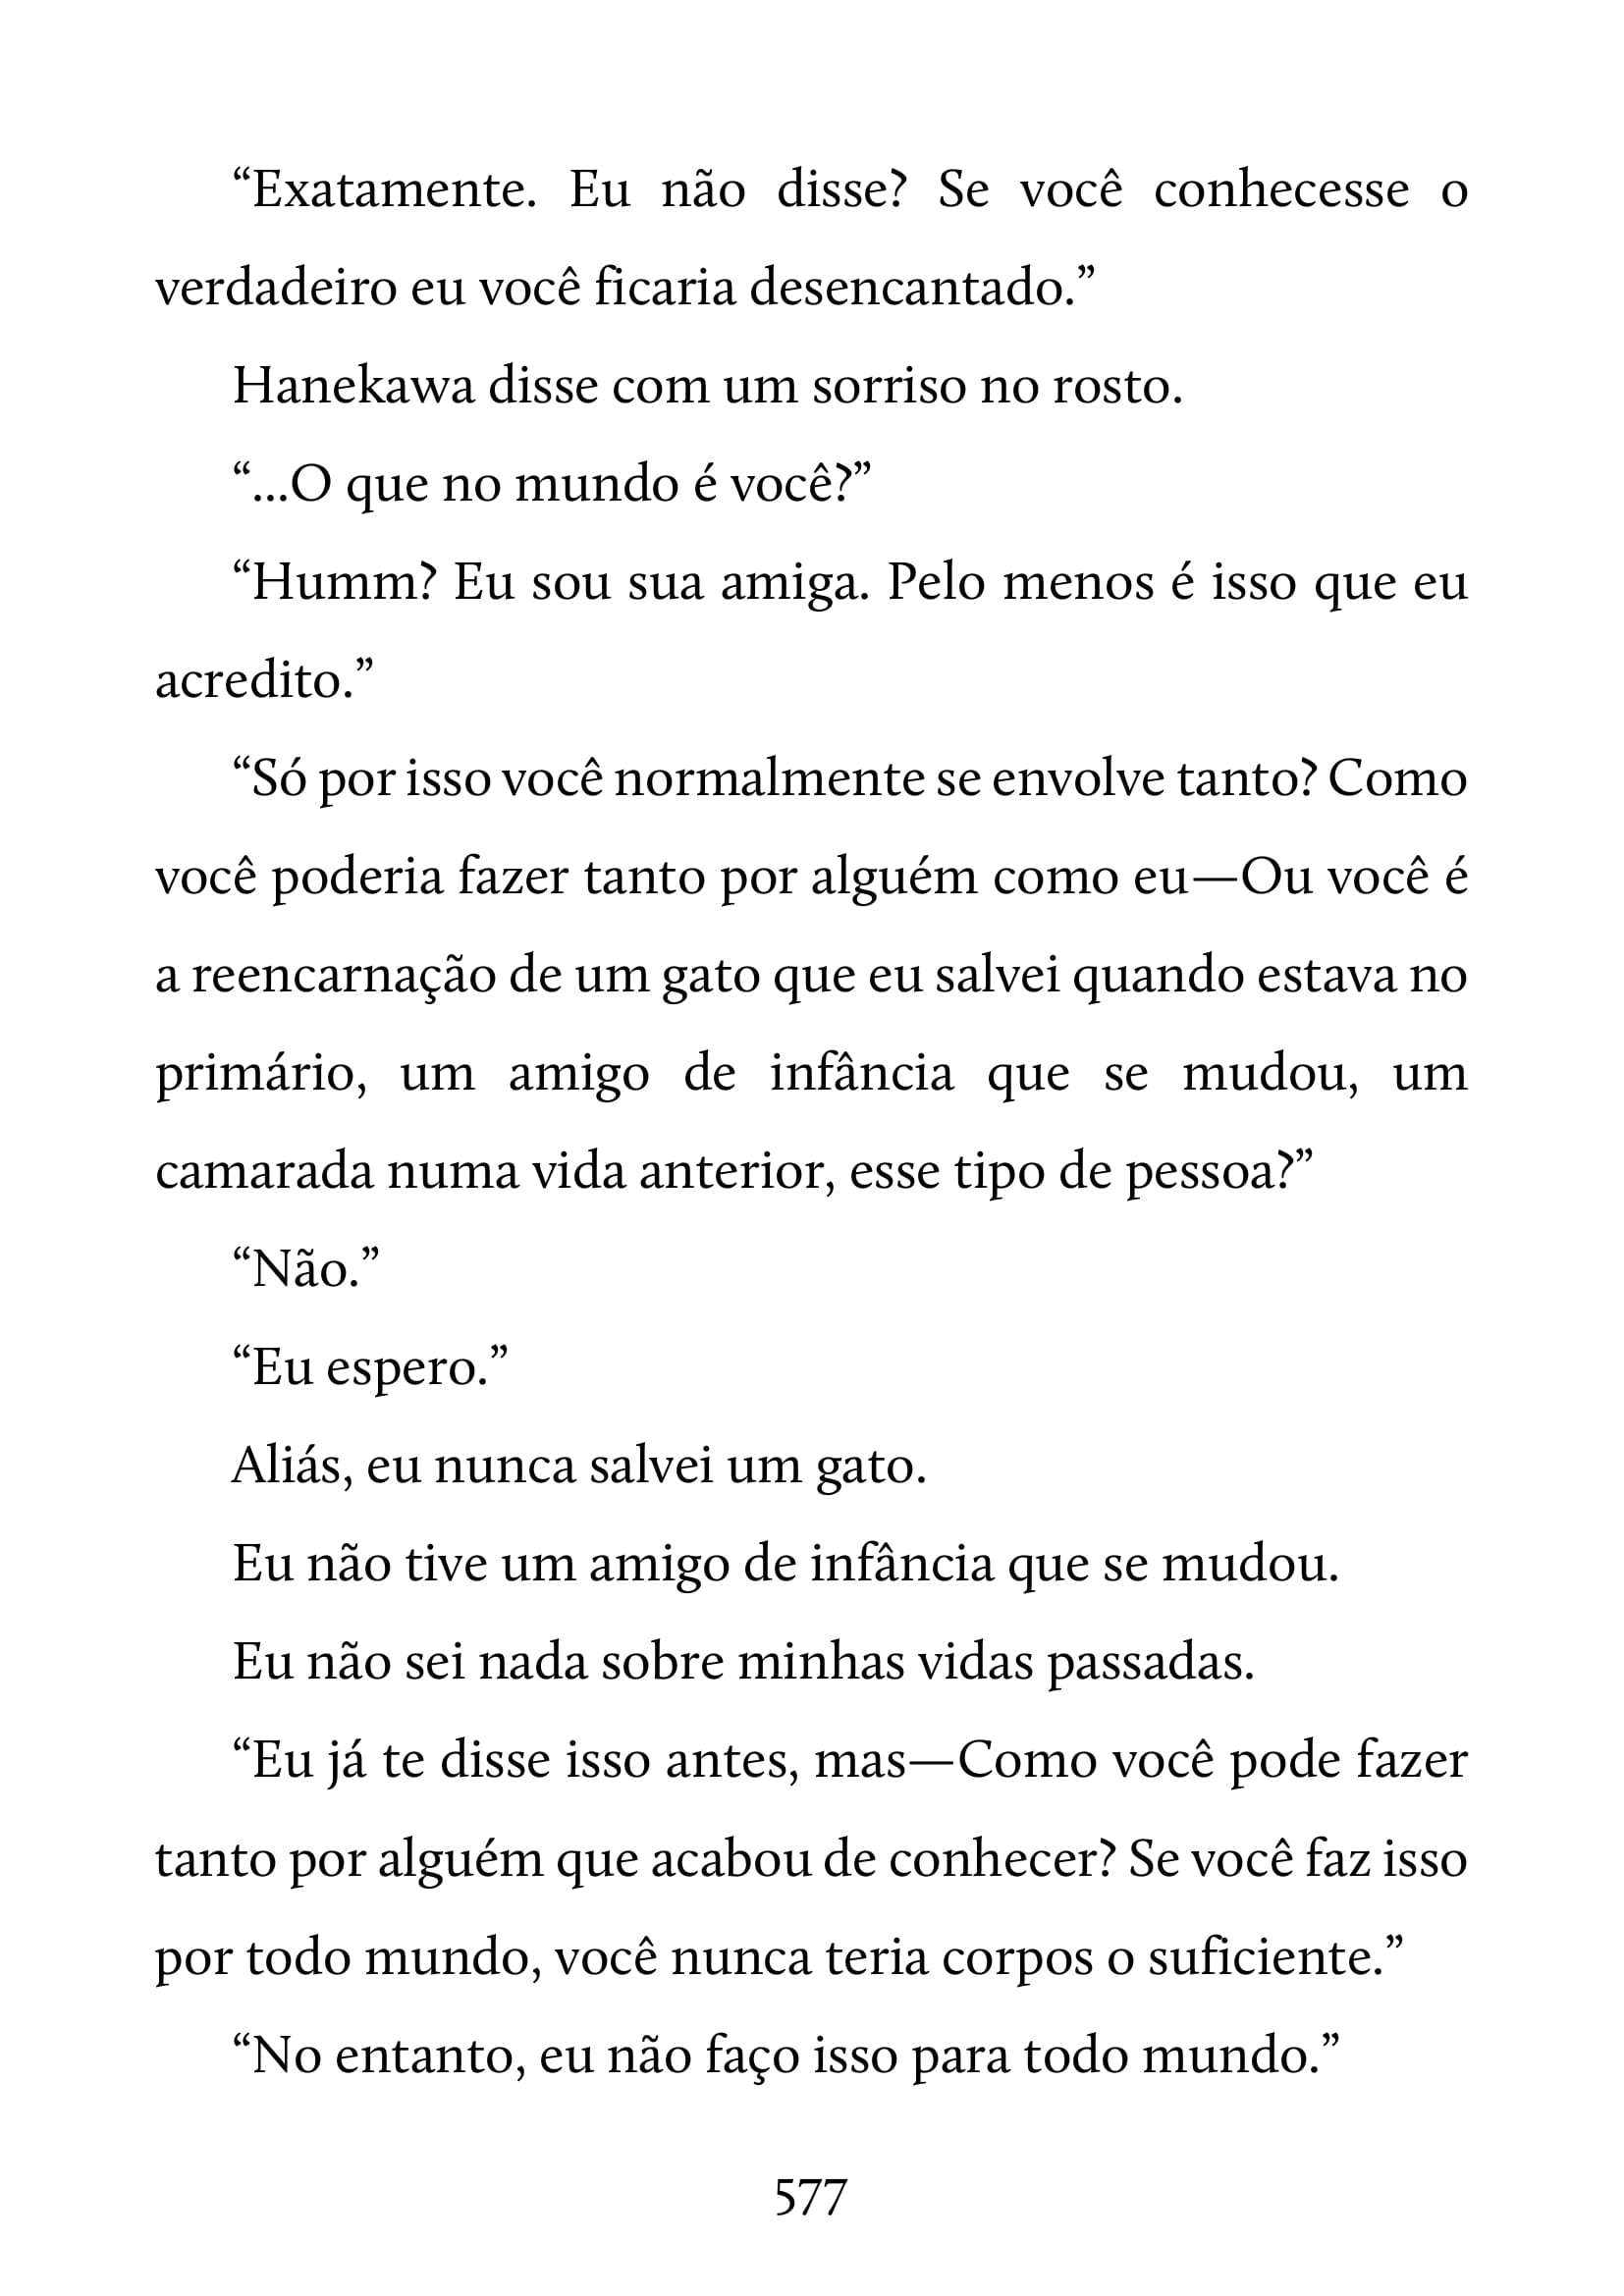 “Exatamente. Eu não disse? Se você conhecesse o
verdadeiro eu você ficaria desencantado.”
Hanekawa disse com um sorriso no rosto.
“...O que no mundo é você?”
“Humm? Eu sou sua amiga. Pelo menos é isso que eu
acredito.”
“Só por isso você normalmente se envolve tanto? Como
você poderia fazer tanto por alguém como eu—Ou você é
a reencarnação de um gato que eu salvei quando estava no
primário, um amigo de infância que se mudou, um
camarada numa vida anterior, esse tipo de pessoa?”
“Não.”
“Eu espero.”
Aliás, eu nunca salvei um gato.
Eu não tive um amigo de infância que se mudou.
Eu não sei nada sobre minhas vidas passadas.
“Eu já te disse isso antes, mas—Como você pode fazer
tanto por alguém que acabou de conhecer? Se você faz isso
por todo mundo, você nunca teria corpos o suficiente.”
“No entanto, eu não faço isso para todo mundo.”
577